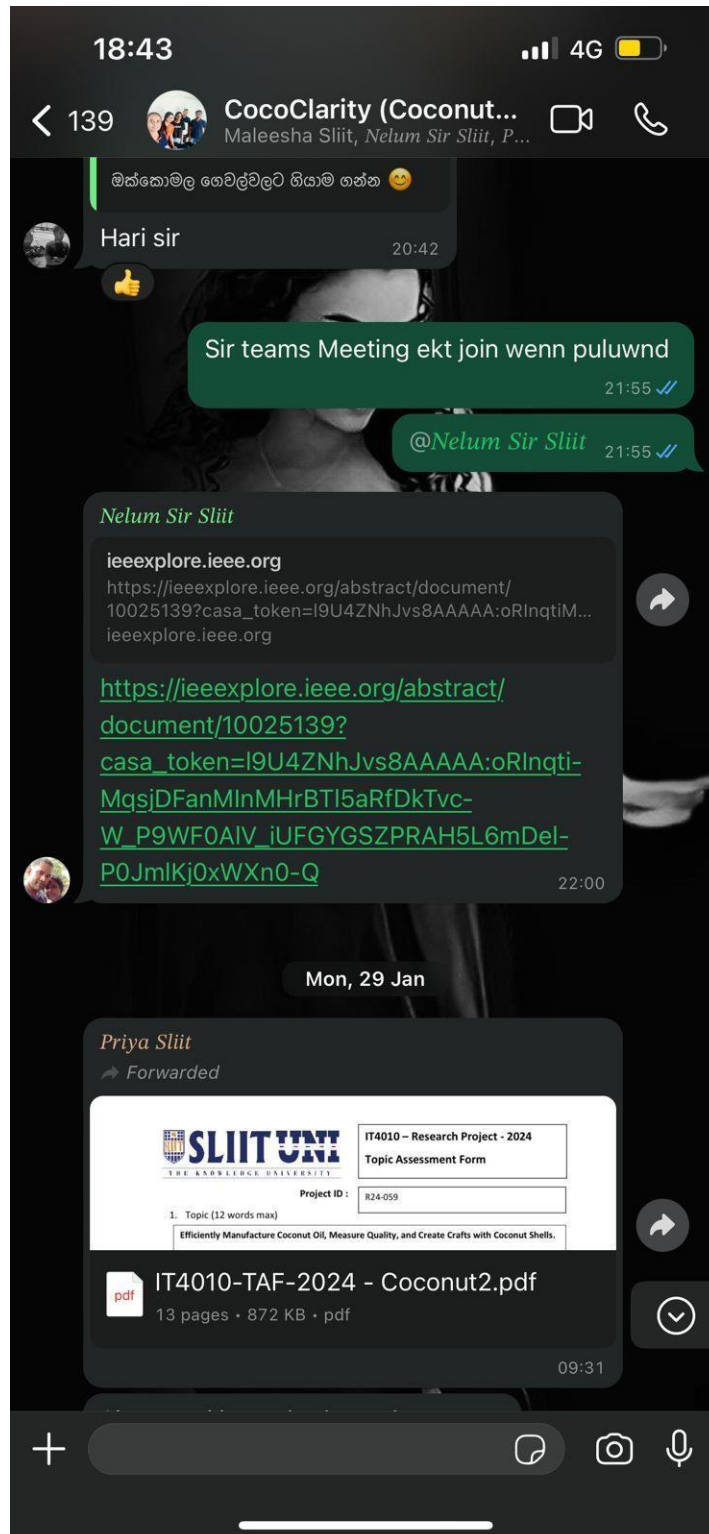 18:43
4G
139
CocoClarity (Coconut...
Maleesha Sliit, Nelum Sir Sliit, P...
ඔක්කොමල ගෙවල්වලට ගියාම ගන්න 😊
Hari sir
20:42
👍
Sir teams Meeting ekt join wenn puluwnd
21:55
@Nelum Sir Sliit
21:55
Nelum Sir Sliit
ieeexplore.ieee.org
https://ieeexplore.ieee.org/abstract/document/
10025139?casa_token=l9U4ZNhJvs8AAAAA:oRInqtiM...
ieeexplore.ieee.org
https://ieeexplore.ieee.org/abstract/
document/10025139?
casa_token=l9U4ZNhJvs8AAAAA:oRInqti-
MqsjDFanMInMHrBTl5aRfDkTvc-
W_P9WF0AlV_iUFGYGSZPRAH5L6mDel-
P0JmlKj0xWXn0-Q
22:00
Mon, 29 Jan
Priya Sliit
Forwarded
SLIIT UNI
THE KNOWLEDGE UNIVERSITY
IT4010 – Research Project - 2024
Topic Assessment Form
Project ID :
R24-059
1. Topic (12 words max)
Efficiently Manufacture Coconut Oil, Measure Quality, and Create Crafts with Coconut Shells.
pdf
IT4010-TAF-2024 - Coconut2.pdf
13 pages • 872 KB • pdf
09:31